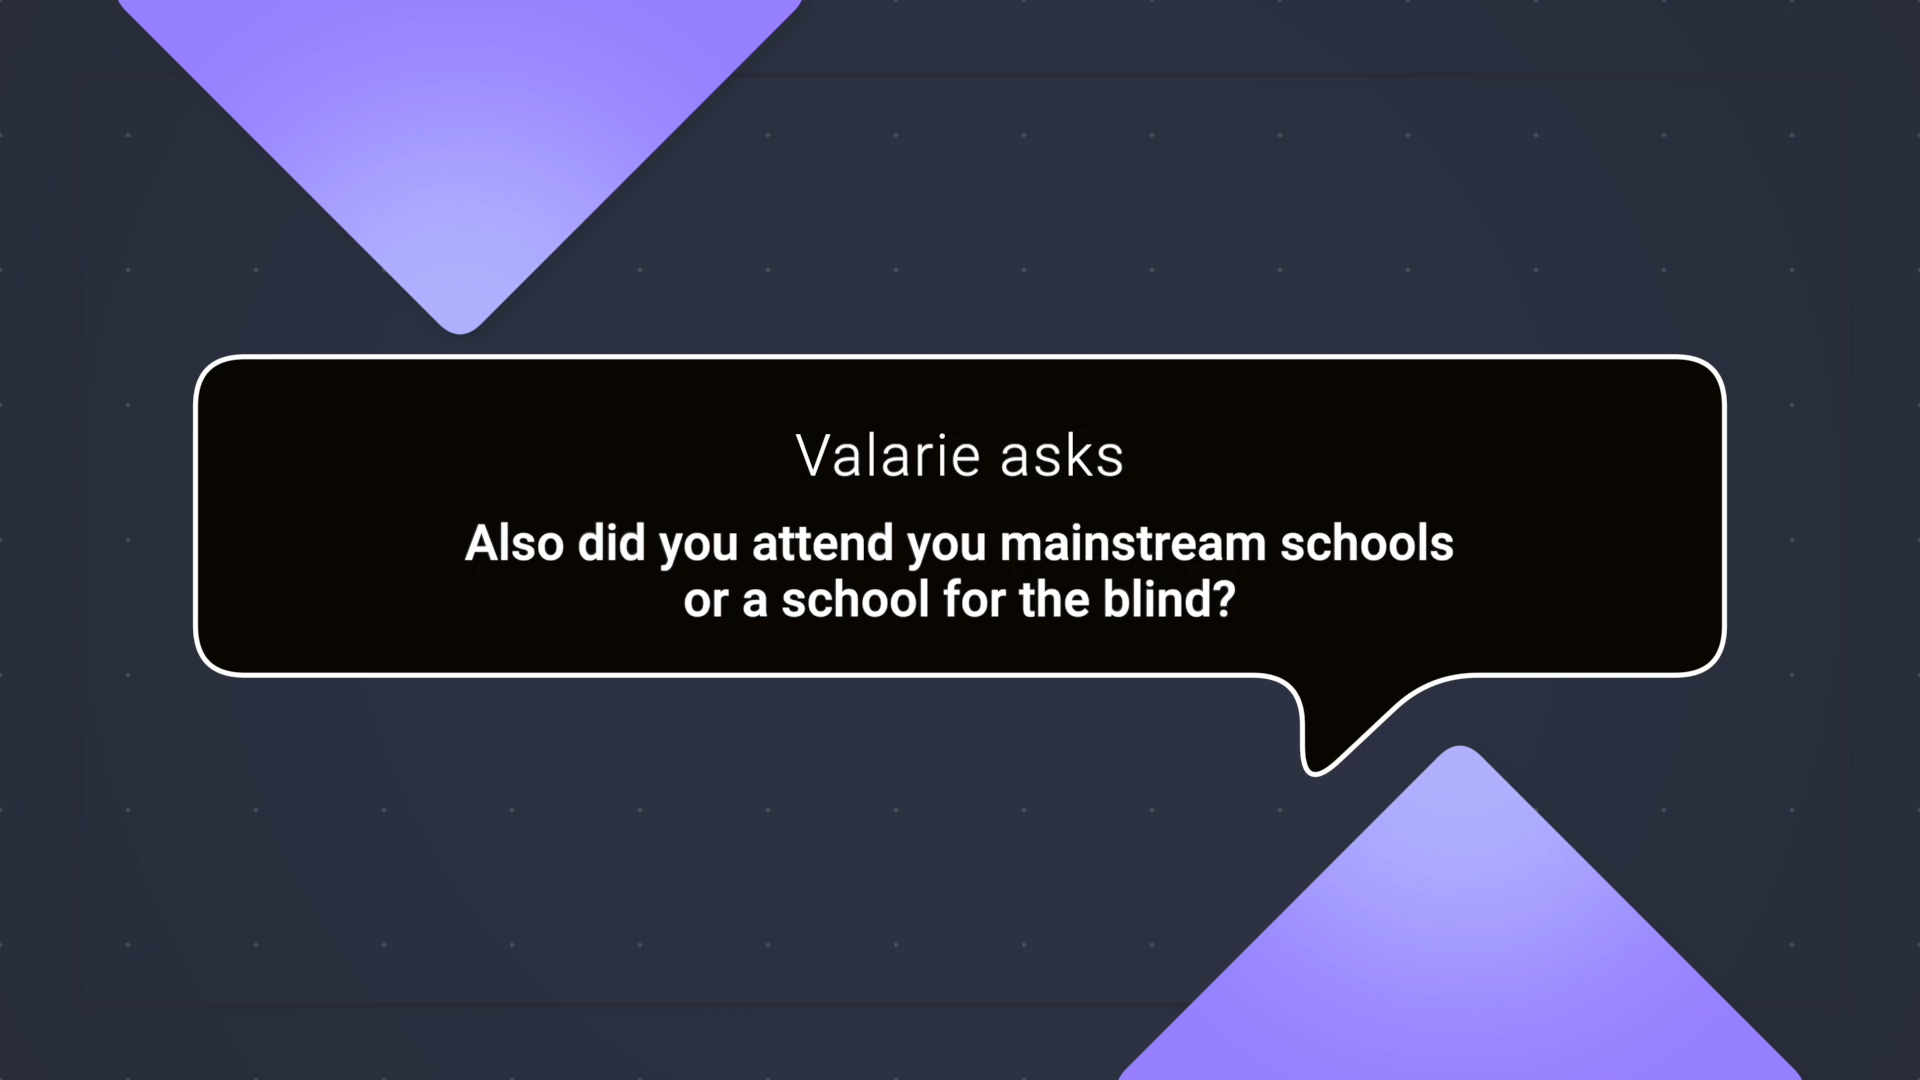 Valarie asks
Also did you attend you mainstream schools
or a school for the blind?